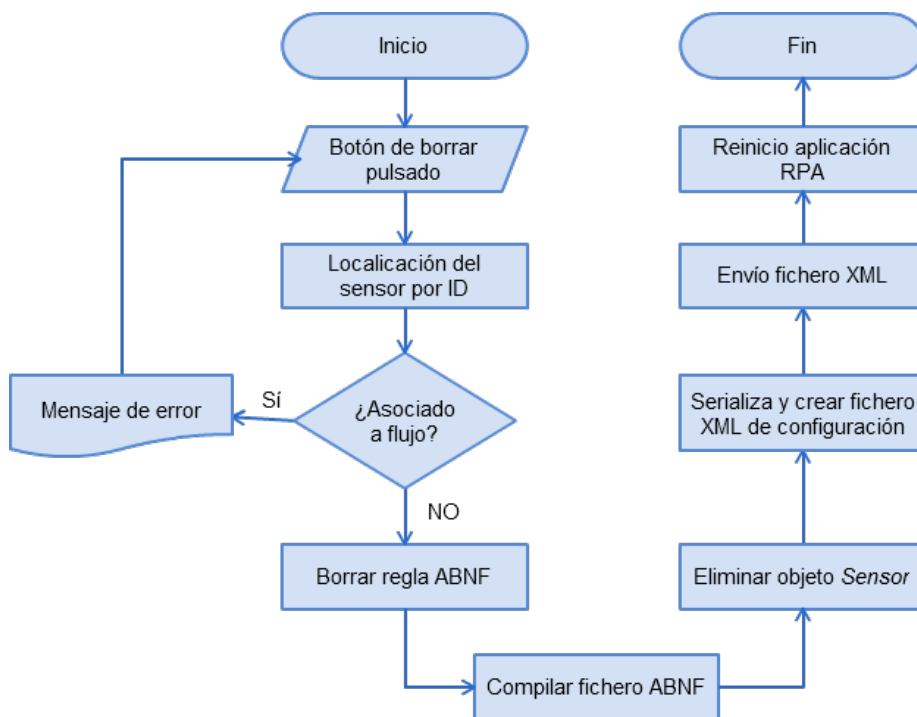 Inicio
Botón de borrar
pulsado
Localicación del
sensor por ID
¿Asociado
a flujo?
Sí
Mensaje de error
NO
Borrar regla ABNF
Compilar fichero ABNF
Eliminar objeto Sensor
Serializa y crear fichero
XML de configuración
Envío fichero XML
Reinicio aplicación
RPA
Fin